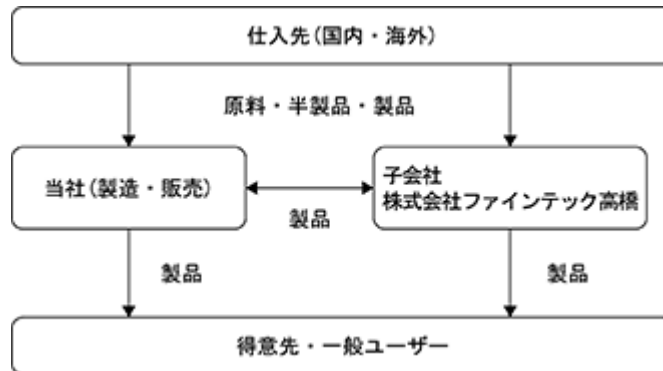 仕入先(国内・海外)
原料・半製品・製品
当社(製造・販売)
子会社
株式会社ファインテック高橋
製品
製品
製品
得意先・一般ユーザー